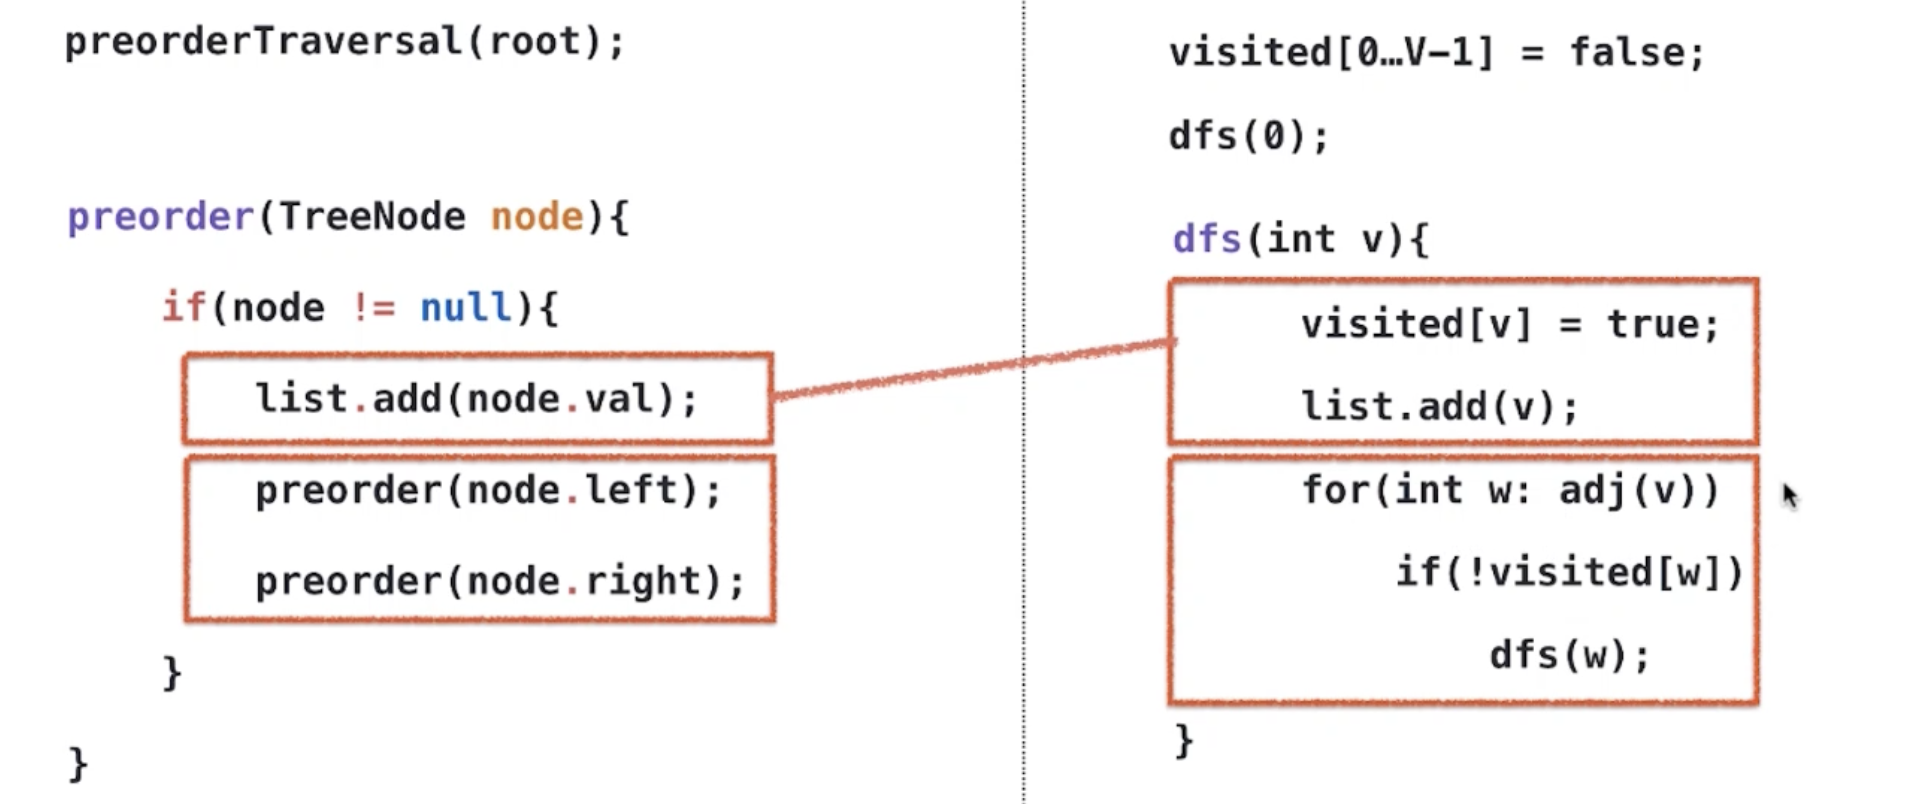 preorderTraversal(root);
preorder(TreeNode node){
if(node != null){
list.add(node.val);
preorder(node.left);
preorder(node.right);
}
}
visited[0…V-1] = false;
dfs(0);
dfs(int v){
visited[v] = true;
list.add(v);
for(int w: adj(v))
if(!visited[w])
dfs(w);
}